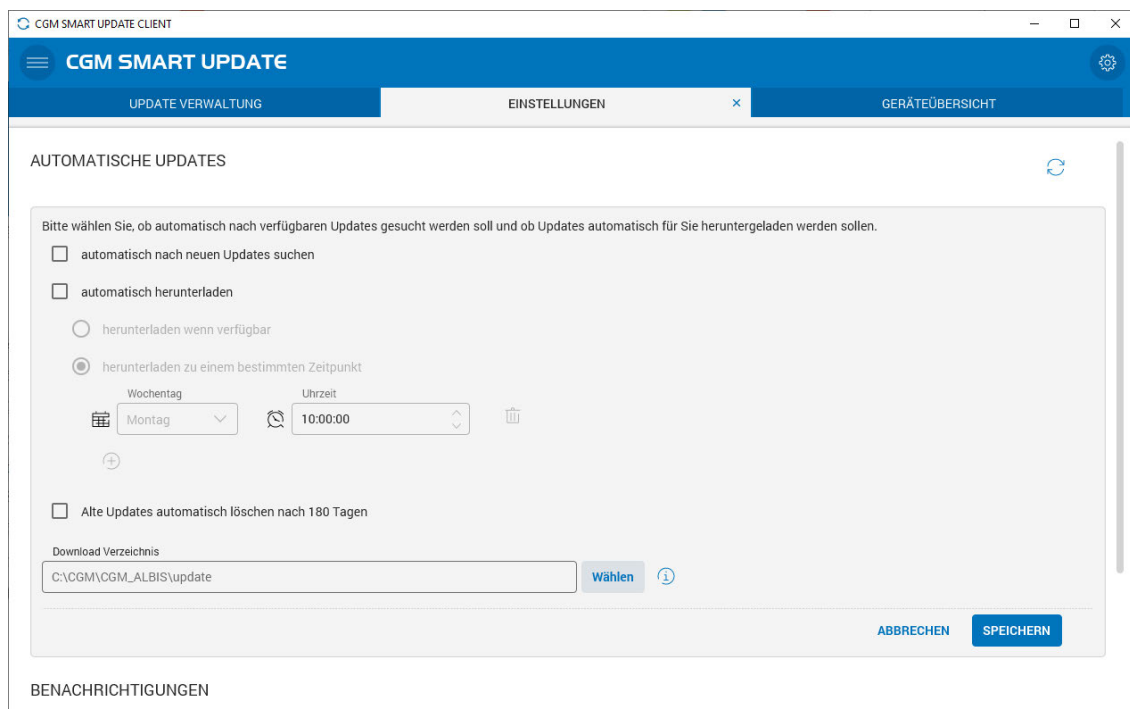 CGM SMART UPDATE CLIENT
CGM SMART UPDATE
UPDATE VERWALTUNG
EINSTELLUNGEN
GERÄTEÜBERSICHT
AUTOMATISCHE UPDATES
Bitte wählen Sie, ob automatisch nach verfügbaren Updates gesucht werden soll und ob Updates automatisch für Sie heruntergeladen werden sollen.
automatisch nach neuen Updates suchen
automatisch herunterladen
herunterladen wenn verfügbar
herunterladen zu einem bestimmten Zeitpunkt
Wochentag Uhrzeit
Montag 10:00:00
Alte Updates automatisch löschen nach 180 Tagen
Download Verzeichnis
C:\CGM\CGM_ALBIS\update Wählen
ABBRECHEN SPEICHERN
BENACHRICHTIGUNGEN